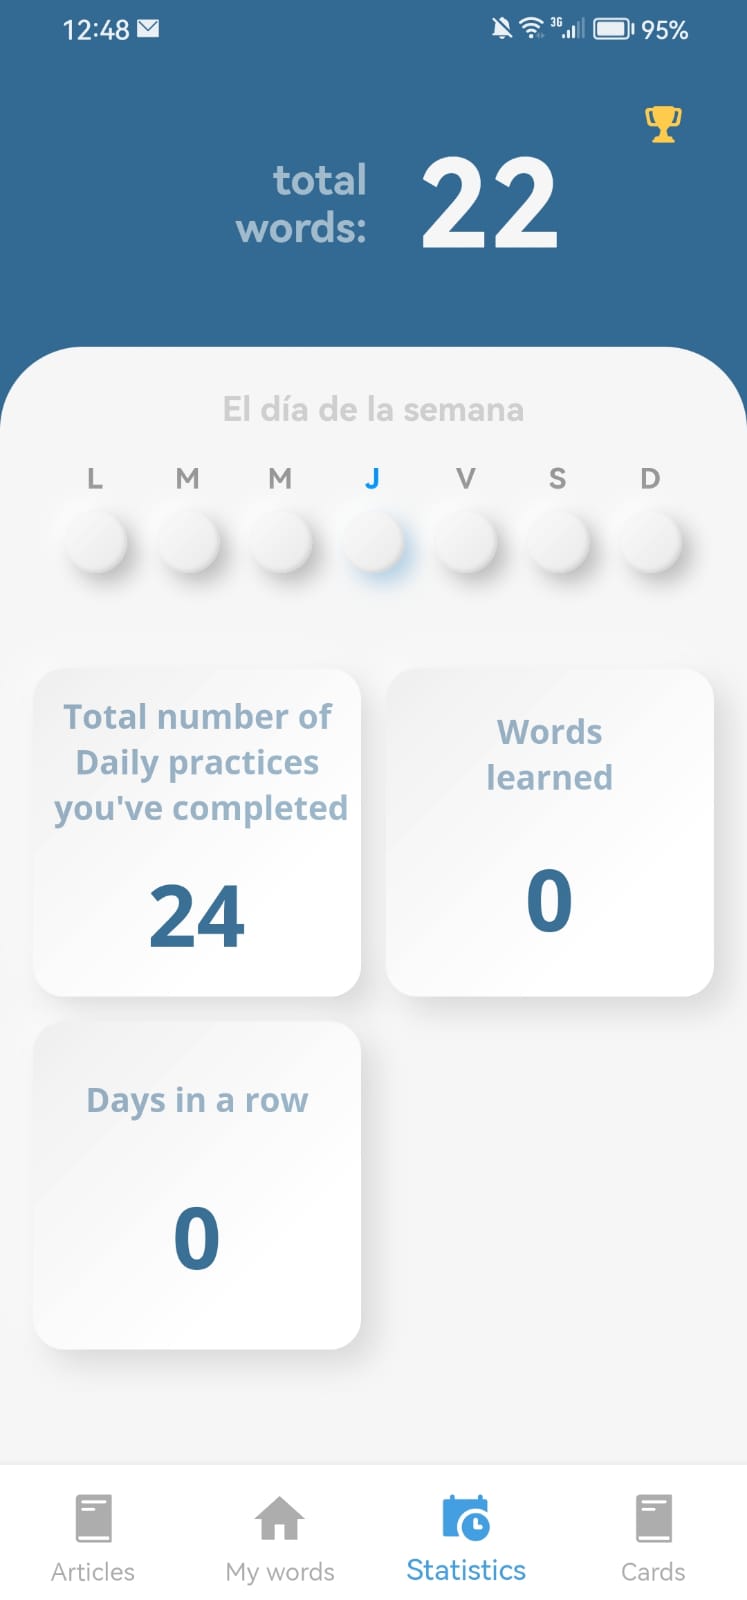 12:48
3G
95%
total
words:
22
El día de la semana
L M M J V S D
Total number of
Daily practices
you've completed
24
Words
learned
0
Days in a row
0
Articles
My words
Statistics
Cards